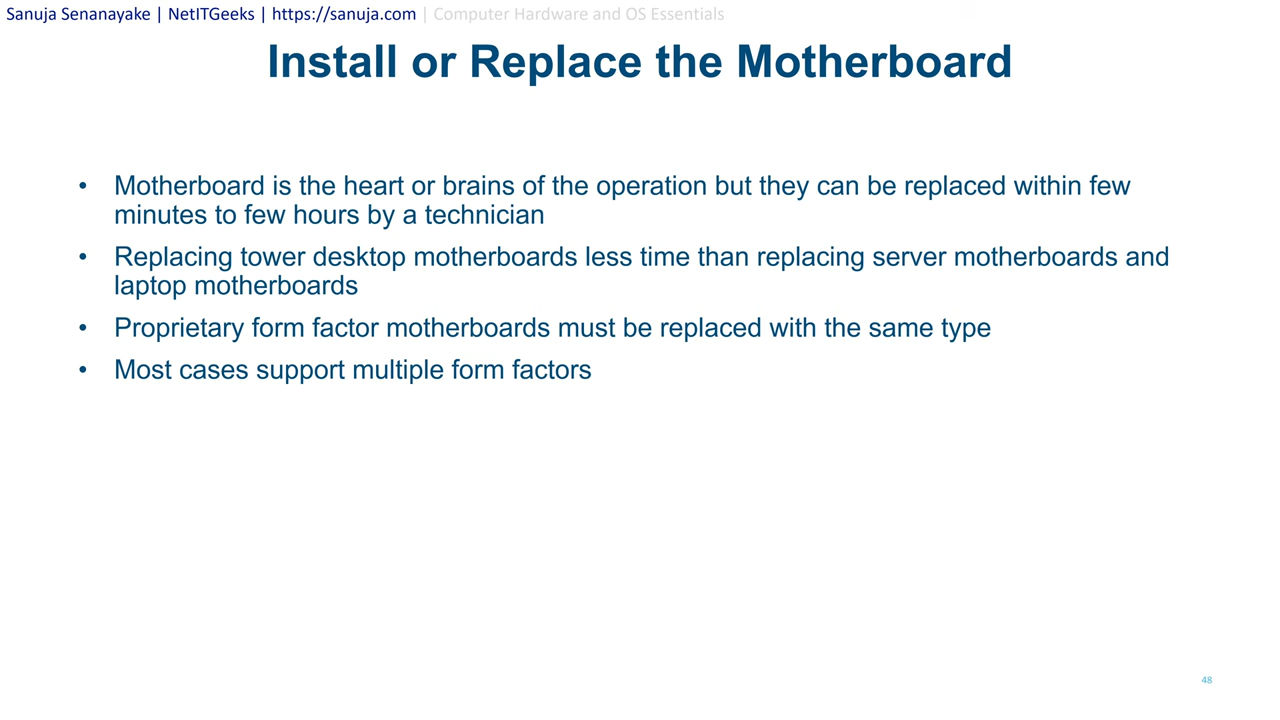 Sanuja Senanayake | NetITGeeks | https://sanuja.com | Computer Hardware and OS Essentials
Install or Replace the Motherboard
• Motherboard is the heart or brains of the operation but they can be replaced within few
minutes to few hours by a technician
• Replacing tower desktop motherboards less time than replacing server motherboards and
laptop motherboards
• Proprietary form factor motherboards must be replaced with the same type
• Most cases support multiple form factors
48